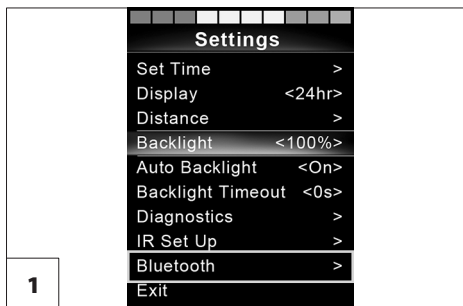 Settings
Set Time >
Display <24hr>
Distance >
Backlight <100%>
Auto Backlight <On>
Backlight Timeout <0s>
Diagnostics >
IR Set Up >
Bluetooth >
Exit
1